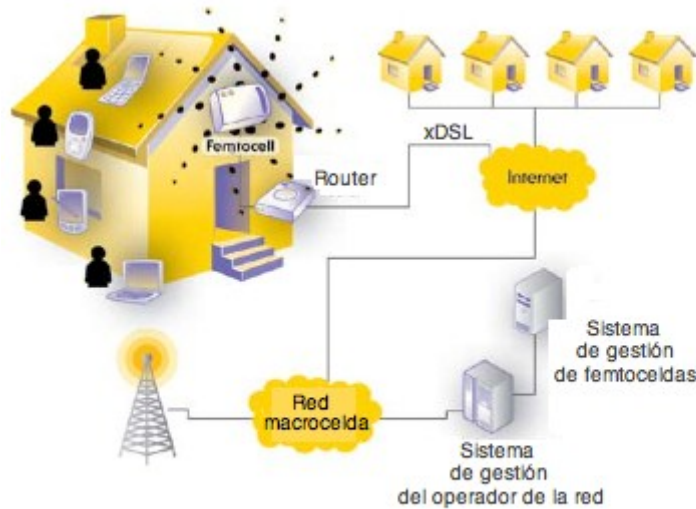 xDSL
Femtocell
Router
Internet
Sistema
de gestión
de femtoceldas
Red
macrocelda
Sistema
de gestión
del operador de la red